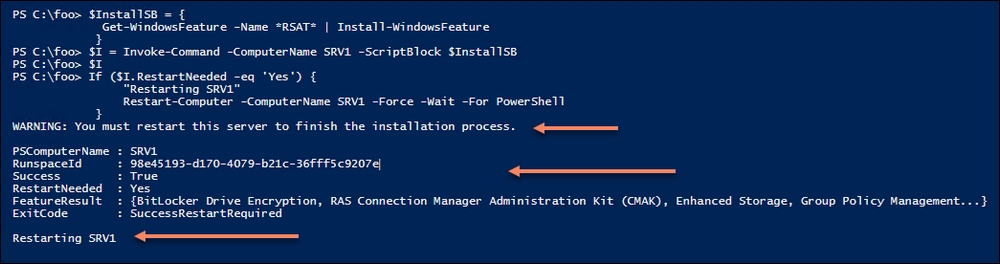 PS C:\foo> $InstallSB = {
Get-WindowsFeature -Name *RSAT* | Install-WindowsFeature
}
PS C:\foo> $I = Invoke-Command -ComputerName SRV1 -ScriptBlock $InstallSB
PS C:\foo> $I
PS C:\foo> If ($I.RestartNeeded -eq 'Yes') {
"Restarting SRV1"
Restart-Computer -ComputerName SRV1 -Force -Wait -For PowerShell
}
WARNING: You must restart this server to finish the installation process.
PSComputerName : SRV1
RunspaceId : 98e45193-d170-4079-b21c-36fff5c9207e
Success : True
RestartNeeded : Yes
FeatureResult : {BitLocker Drive Encryption, RAS Connection Manager Administration Kit (CMAK), Enhanced Storage, Group Policy Management...}
ExitCode : SuccessRestartRequired
Restarting SRV1